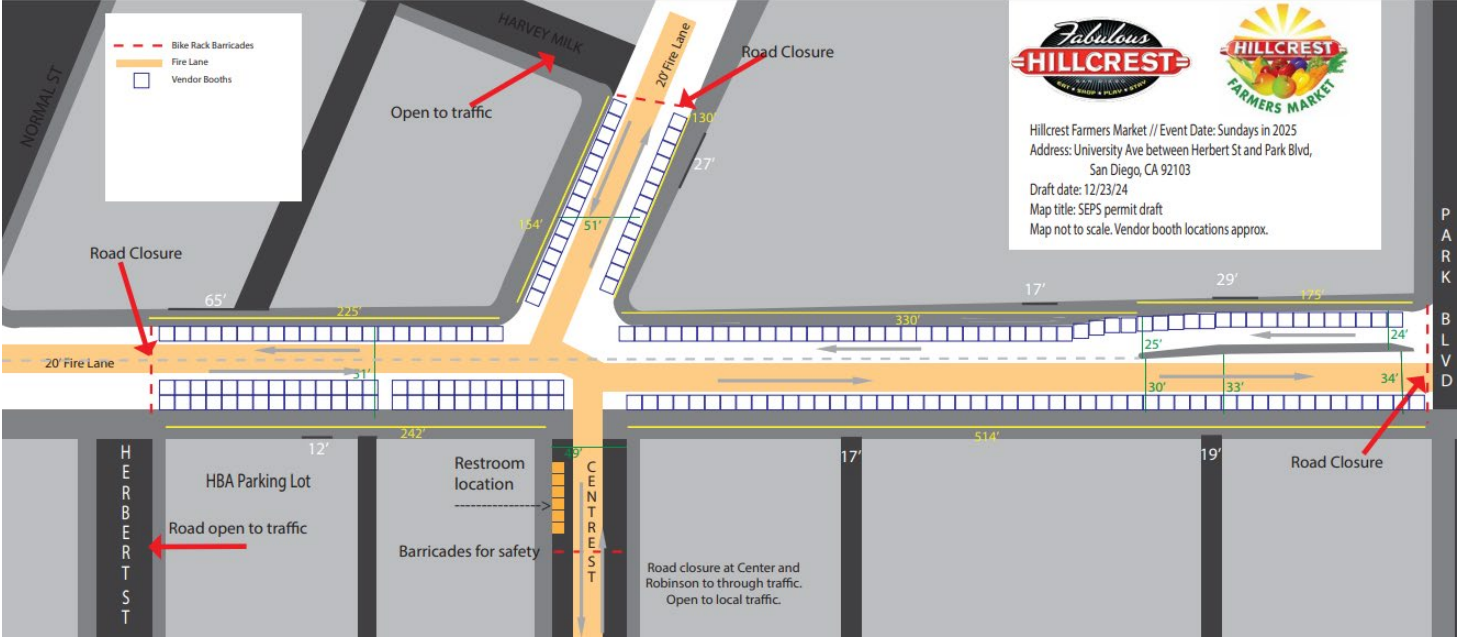 Bike Rack Barricades
Fire Lane
Vendor Booths
NORMAL ST
HARVEY MILK
Open to traffic
20' Fire Lane
Road Closure
130'
27'
154'
51'
Fabulous
HILLCREST
SAN DIEGO
EAT ★ SHOP ★ PLAY ★ STAY
HILLCREST
FARMERS MARKET
Hillcrest Farmers Market // Event Date: Sundays in 2025
Address: University Ave between Herbert St and Park Blvd,
San Diego, CA 92103
Draft date: 12/23/24
Map title: SEPS permit draft
Map not to scale. Vendor booth locations approx.
PARK BLVD
Road Closure
65'
225'
17'
29'
175'
330'
25'
24'
20' Fire Lane
51'
30'
33'
34'
242'
514'
12'
49'
17'
19'
HERBERT ST
HBA Parking Lot
Road open to traffic
Restroom
location
Barricades for safety
CENTRE ST
Road closure at Center and
Robinson to through traffic.
Open to local traffic.
Road Closure